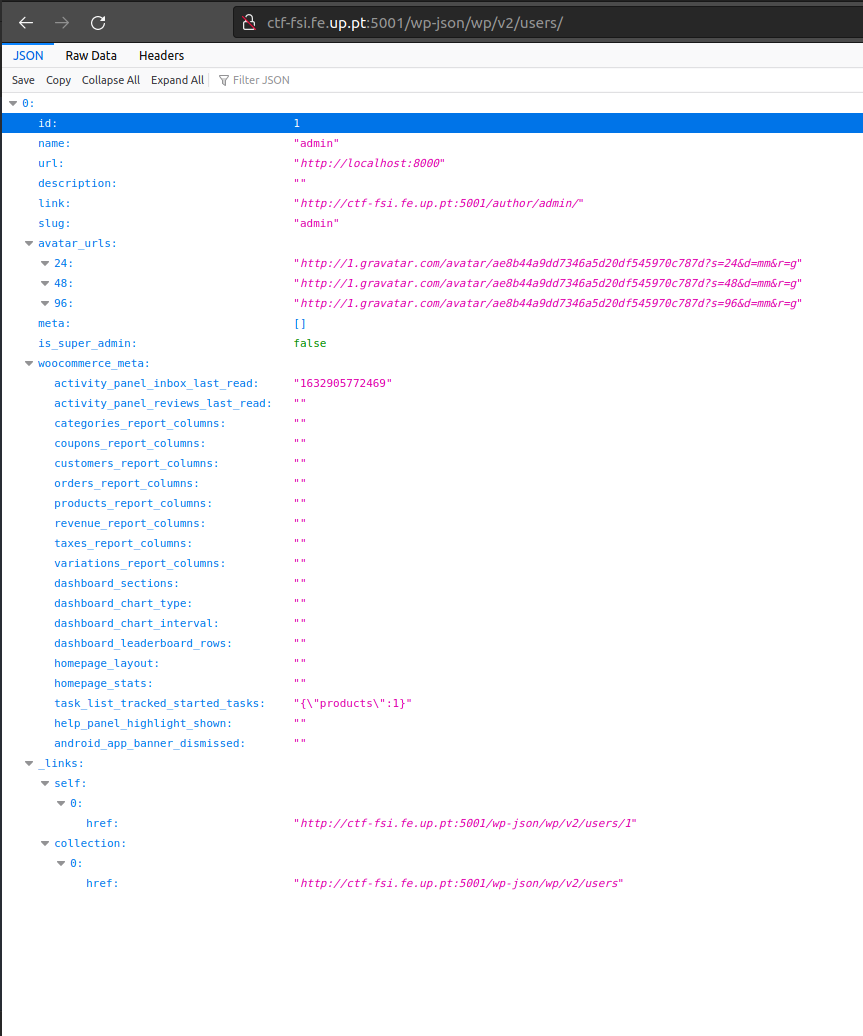 ctf-fsi.fe.up.pt:5001/wp-json/wp/v2/users/
JSON Raw Data Headers
Save Copy Collapse All Expand All Filter JSON
0:
id: 1
name: "admin"
url: "http://localhost:8000"
description: ""
link: "http://ctf-fsi.fe.up.pt:5001/author/admin/"
slug: "admin"
avatar_urls:
24: "http://1.gravatar.com/avatar/ae8b44a9dd7346a5d20df545970c787d?s=24&d=mm&r=g"
48: "http://1.gravatar.com/avatar/ae8b44a9dd7346a5d20df545970c787d?s=48&d=mm&r=g"
96: "http://1.gravatar.com/avatar/ae8b44a9dd7346a5d20df545970c787d?s=96&d=mm&r=g"
meta: []
is_super_admin: false
woocommerce_meta:
activity_panel_inbox_last_read: "1632905772469"
activity_panel_reviews_last_read: ""
categories_report_columns: ""
coupons_report_columns: ""
customers_report_columns: ""
orders_report_columns: ""
products_report_columns: ""
revenue_report_columns: ""
taxes_report_columns: ""
variations_report_columns: ""
dashboard_sections: ""
dashboard_chart_type: ""
dashboard_chart_interval: ""
dashboard_leaderboard_rows: ""
homepage_layout: ""
homepage_stats: ""
task_list_tracked_started_tasks: "{\"products\":1}"
help_panel_highlight_shown: ""
android_app_banner_dismissed: ""
_links:
self:
0:
href: "http://ctf-fsi.fe.up.pt:5001/wp-json/wp/v2/users/1"
collection:
0:
href: "http://ctf-fsi.fe.up.pt:5001/wp-json/wp/v2/users"